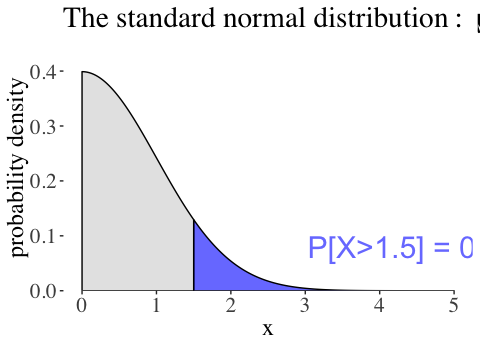 The standard normal distribution :
probability density
0.4
0.3
0.2
0.1
0.0
P[X>1.5] = 0
0 1 2 3 4 5
x